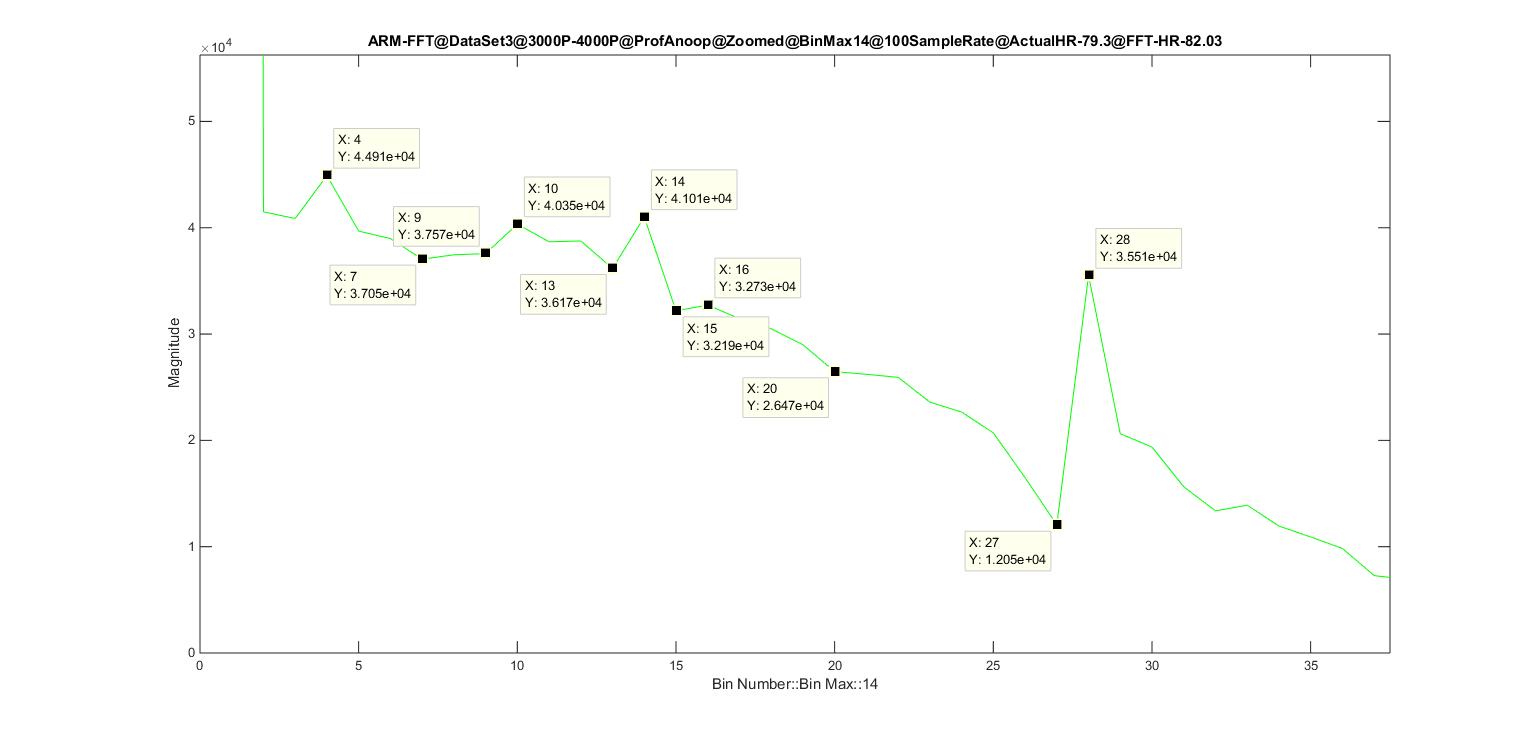 ARM-FFT@DataSet3@3000P-4000P@ProfAnoop@Zoomed@BinMax14@100SampleRate@ActualHR-79.3@FFT-HR-82.03
×10^4
5
4
3
2
1
0
Magnitude
X: 4
Y: 4.491e+04
X: 9
Y: 3.757e+04
X: 7
Y: 3.705e+04
X: 10
Y: 4.035e+04
X: 13
Y: 3.617e+04
X: 14
Y: 4.101e+04
X: 16
Y: 3.273e+04
X: 15
Y: 3.219e+04
X: 20
Y: 2.647e+04
X: 28
Y: 3.551e+04
X: 27
Y: 1.205e+04
0 5 10 15 20 25 30 35
Bin Number::Bin Max::14